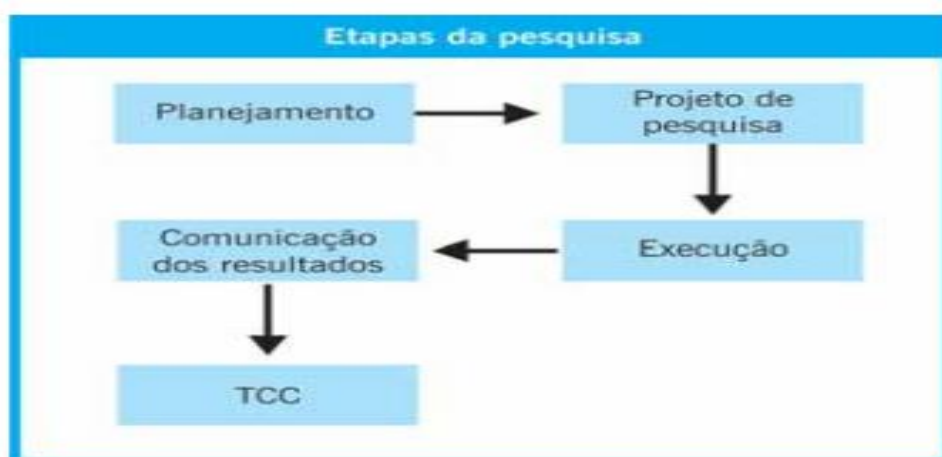 Etapas da pesquisa
Planejamento
Projeto de
pesquisa
Execução
Comunicação
dos resultados
TCC